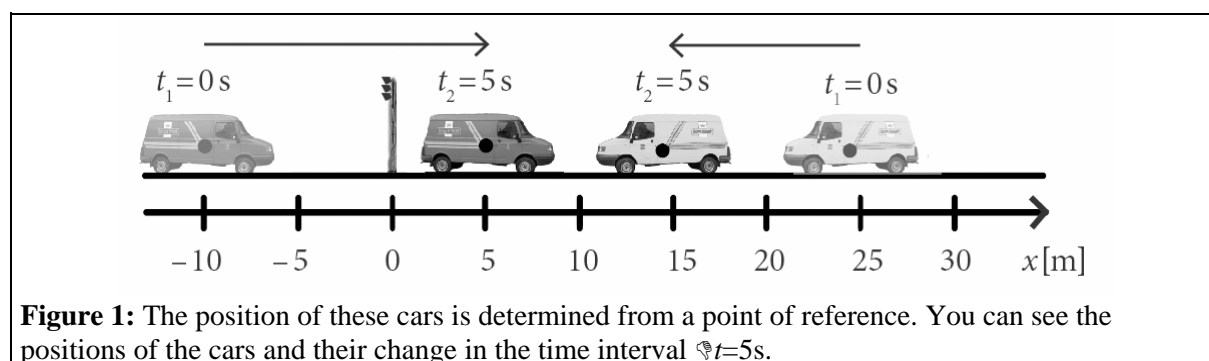 t₁=0 s t₂=5 s t₂=5 s t₁=0 s
−10 −5 0 5 10 15 20 25 30 x[m]
Figure 1: The position of these cars is determined from a point of reference. You can see the
positions of the cars and their change in the time interval 👎t=5s.